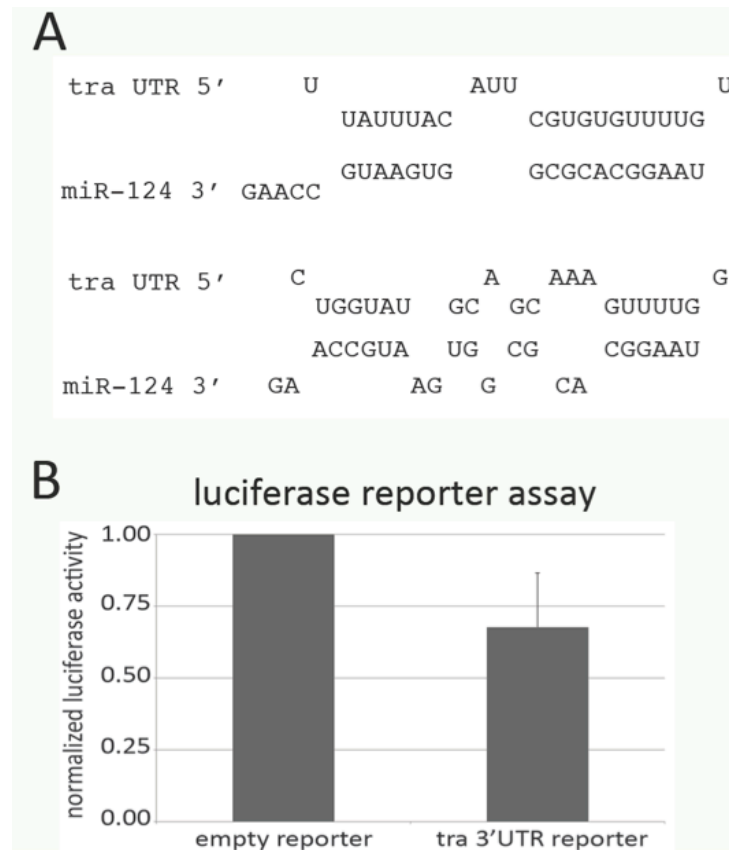 A
tra UTR 5′ U AUU U
UAUUUAC CGUGUGUUUUG
GUAAGUG GCGCACGGAAU
miR-124 3′ GAACC
tra UTR 5′ C A AAA G
UGGUAU GC GC GUUUUG
ACCGUA UG CG CGGAAU
miR-124 3′ GA AG G CA
B
luciferase reporter assay
normalized luciferase activity
1.00
0.75
0.50
0.25
0.00
empty reporter tra 3′UTR reporter